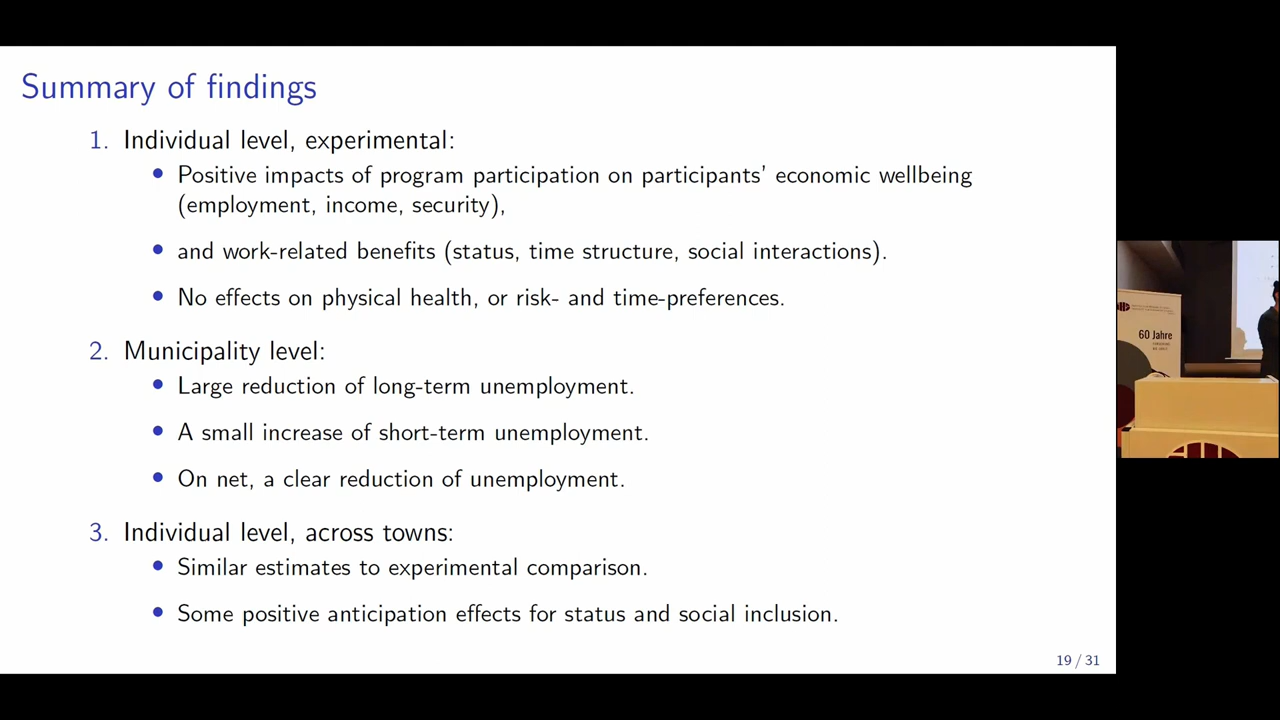 Summary of findings
1. Individual level, experimental:
• Positive impacts of program participation on participants' economic wellbeing
(employment, income, security),
• and work-related benefits (status, time structure, social interactions).
• No effects on physical health, or risk- and time-preferences.
2. Municipality level:
• Large reduction of long-term unemployment.
• A small increase of short-term unemployment.
• On net, a clear reduction of unemployment.
3. Individual level, across towns:
• Similar estimates to experimental comparison.
• Some positive anticipation effects for status and social inclusion.
19 / 31
60 Jahre